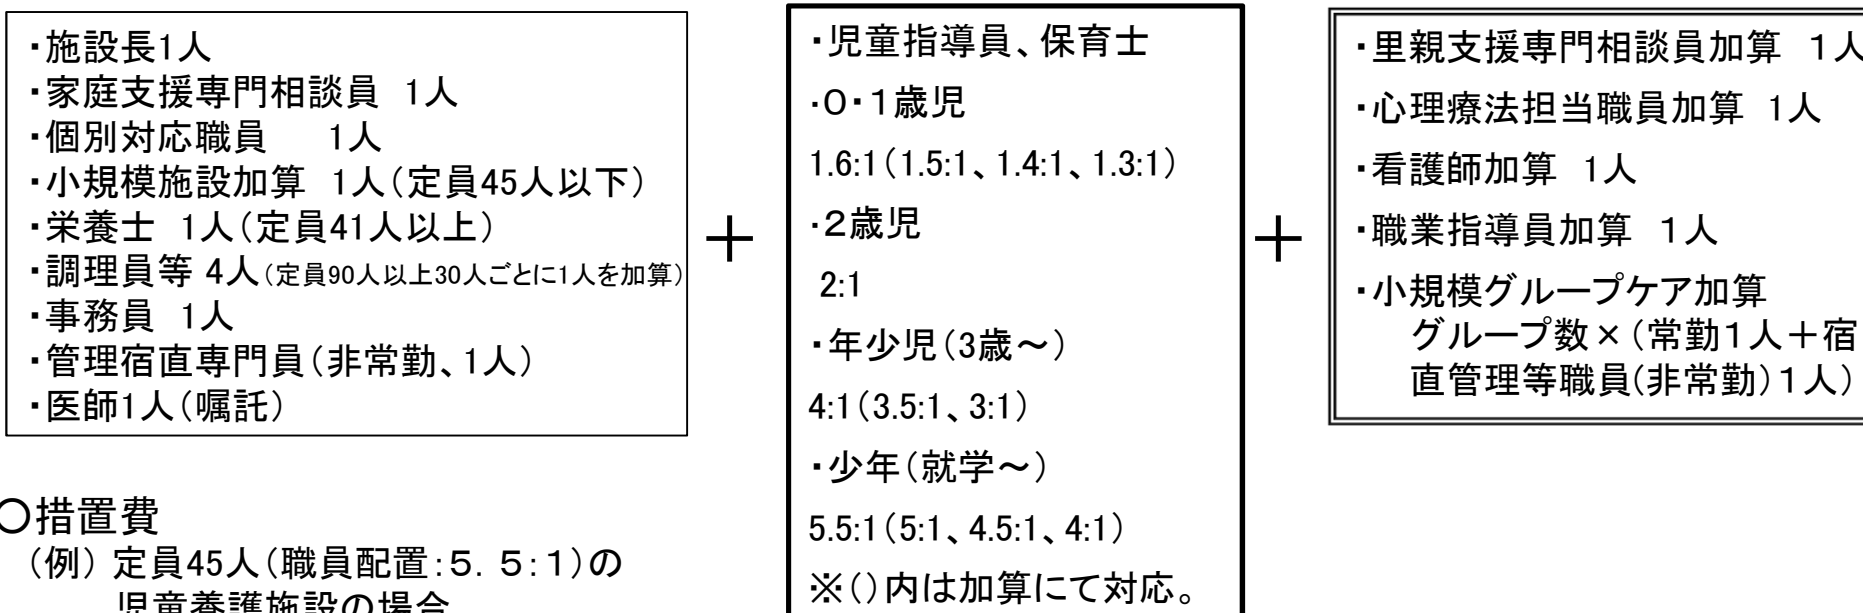 ・施設長1人
・家庭支援専門相談員 1人
・個別対応職員 1人
・小規模施設加算 1人(定員45人以下)
・栄養士 1人(定員41人以上)
・調理員等 4人(定員90人以上30人ごとに1人を加算)
・事務員 1人
・管理宿直専門員(非常勤、1人)
・医師1人(嘱託)
+
・児童指導員、保育士
・0・1歳児
1.6:1(1.5:1、1.4:1、1.3:1)
・2歳児
2:1
・年少児(3歳~)
4:1(3.5:1、3:1)
・少年(就学~)
5.5:1(5:1、4.5:1、4:1)
※()内は加算にて対応。
+
・里親支援専門相談員加算 1人
・心理療法担当職員加算 1人
・看護師加算 1人
・職業指導員加算 1人
・小規模グループケア加算
グループ数×(常勤1人+宿
直管理等職員(非常勤)1人)
○措置費
(例) 定員45人(職員配置:5.5:1)の
児童養護施設の場合